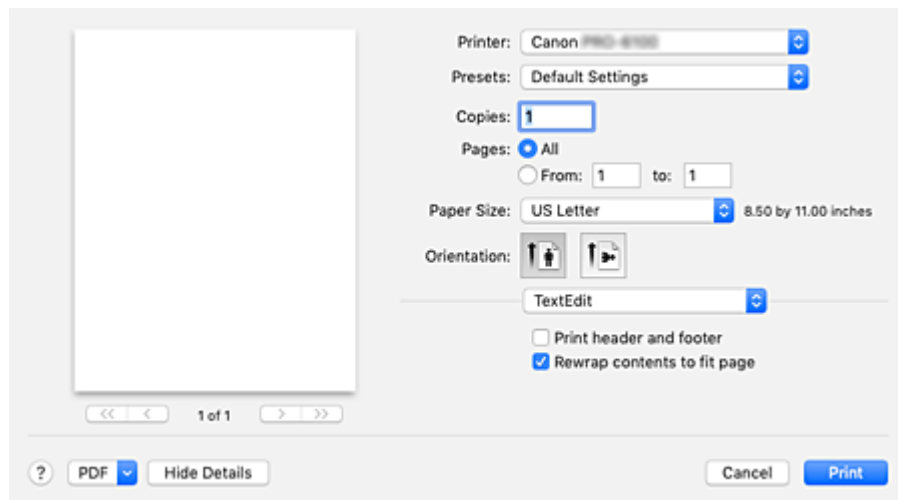 Printer: Canon
Presets: Default Settings
Copies: 1
Pages: All
From: 1 to: 1
Paper Size: US Letter 8.50 by 11.00 inches
Orientation:
TextEdit
Print header and footer
Rewrap contents to fit page
<< < 1 of 1 > >>
? PDF Hide Details Cancel Print